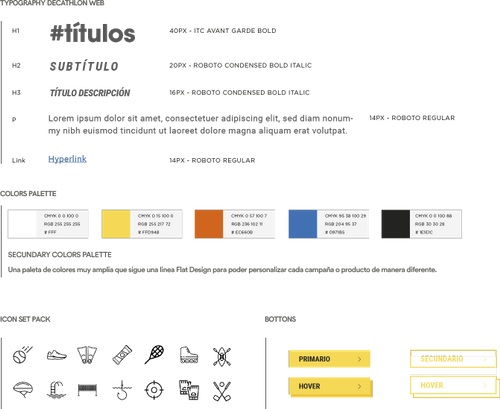 TYPOGRAPHY DECATHLON WEB
H1 #títulos 40PX - ITC AVANT GARDE BOLD
H2 SUBTÍTULO 20PX - ROBOTO CONDENSED BOLD ITALIC
H3 TÍTULO DESCRIPCIÓN 16PX - ROBOTO CONDENSED BOLD ITALIC
P Lorem ipsum dolor sit amet, consectetuer adipiscing elit, sed diam nonum- 14PX - ROBOTO REGULAR
my nibh euismod tincidunt ut laoreet dolore magna aliquam erat volutpat.
Link Hyperlink 14PX - ROBOTO REGULAR
COLORS PALETTE
CMYK 0 0 100 0 CMYK 0 15 100 0 CMYK 0 57 100 7 CMYK 95 38 100 29 CMYK 0 0 100 88
RGB 255 255 255 RGB 255 217 72 RGB 236 102 11 RGB 204 95 37 RGB 30 30 28
# FFF # FFD948 # EC660B # 0971B5 # 1E1E1C
SECUNDARY COLORS PALETTE
Una paleta de colores muy amplia que sigue una linea Flat Design para poder personalizar cada campaña o producto de manera diferente.
ICON SET PACK BOTTONS
PRIMARIO SECUNDARIO
HOVER HOVER